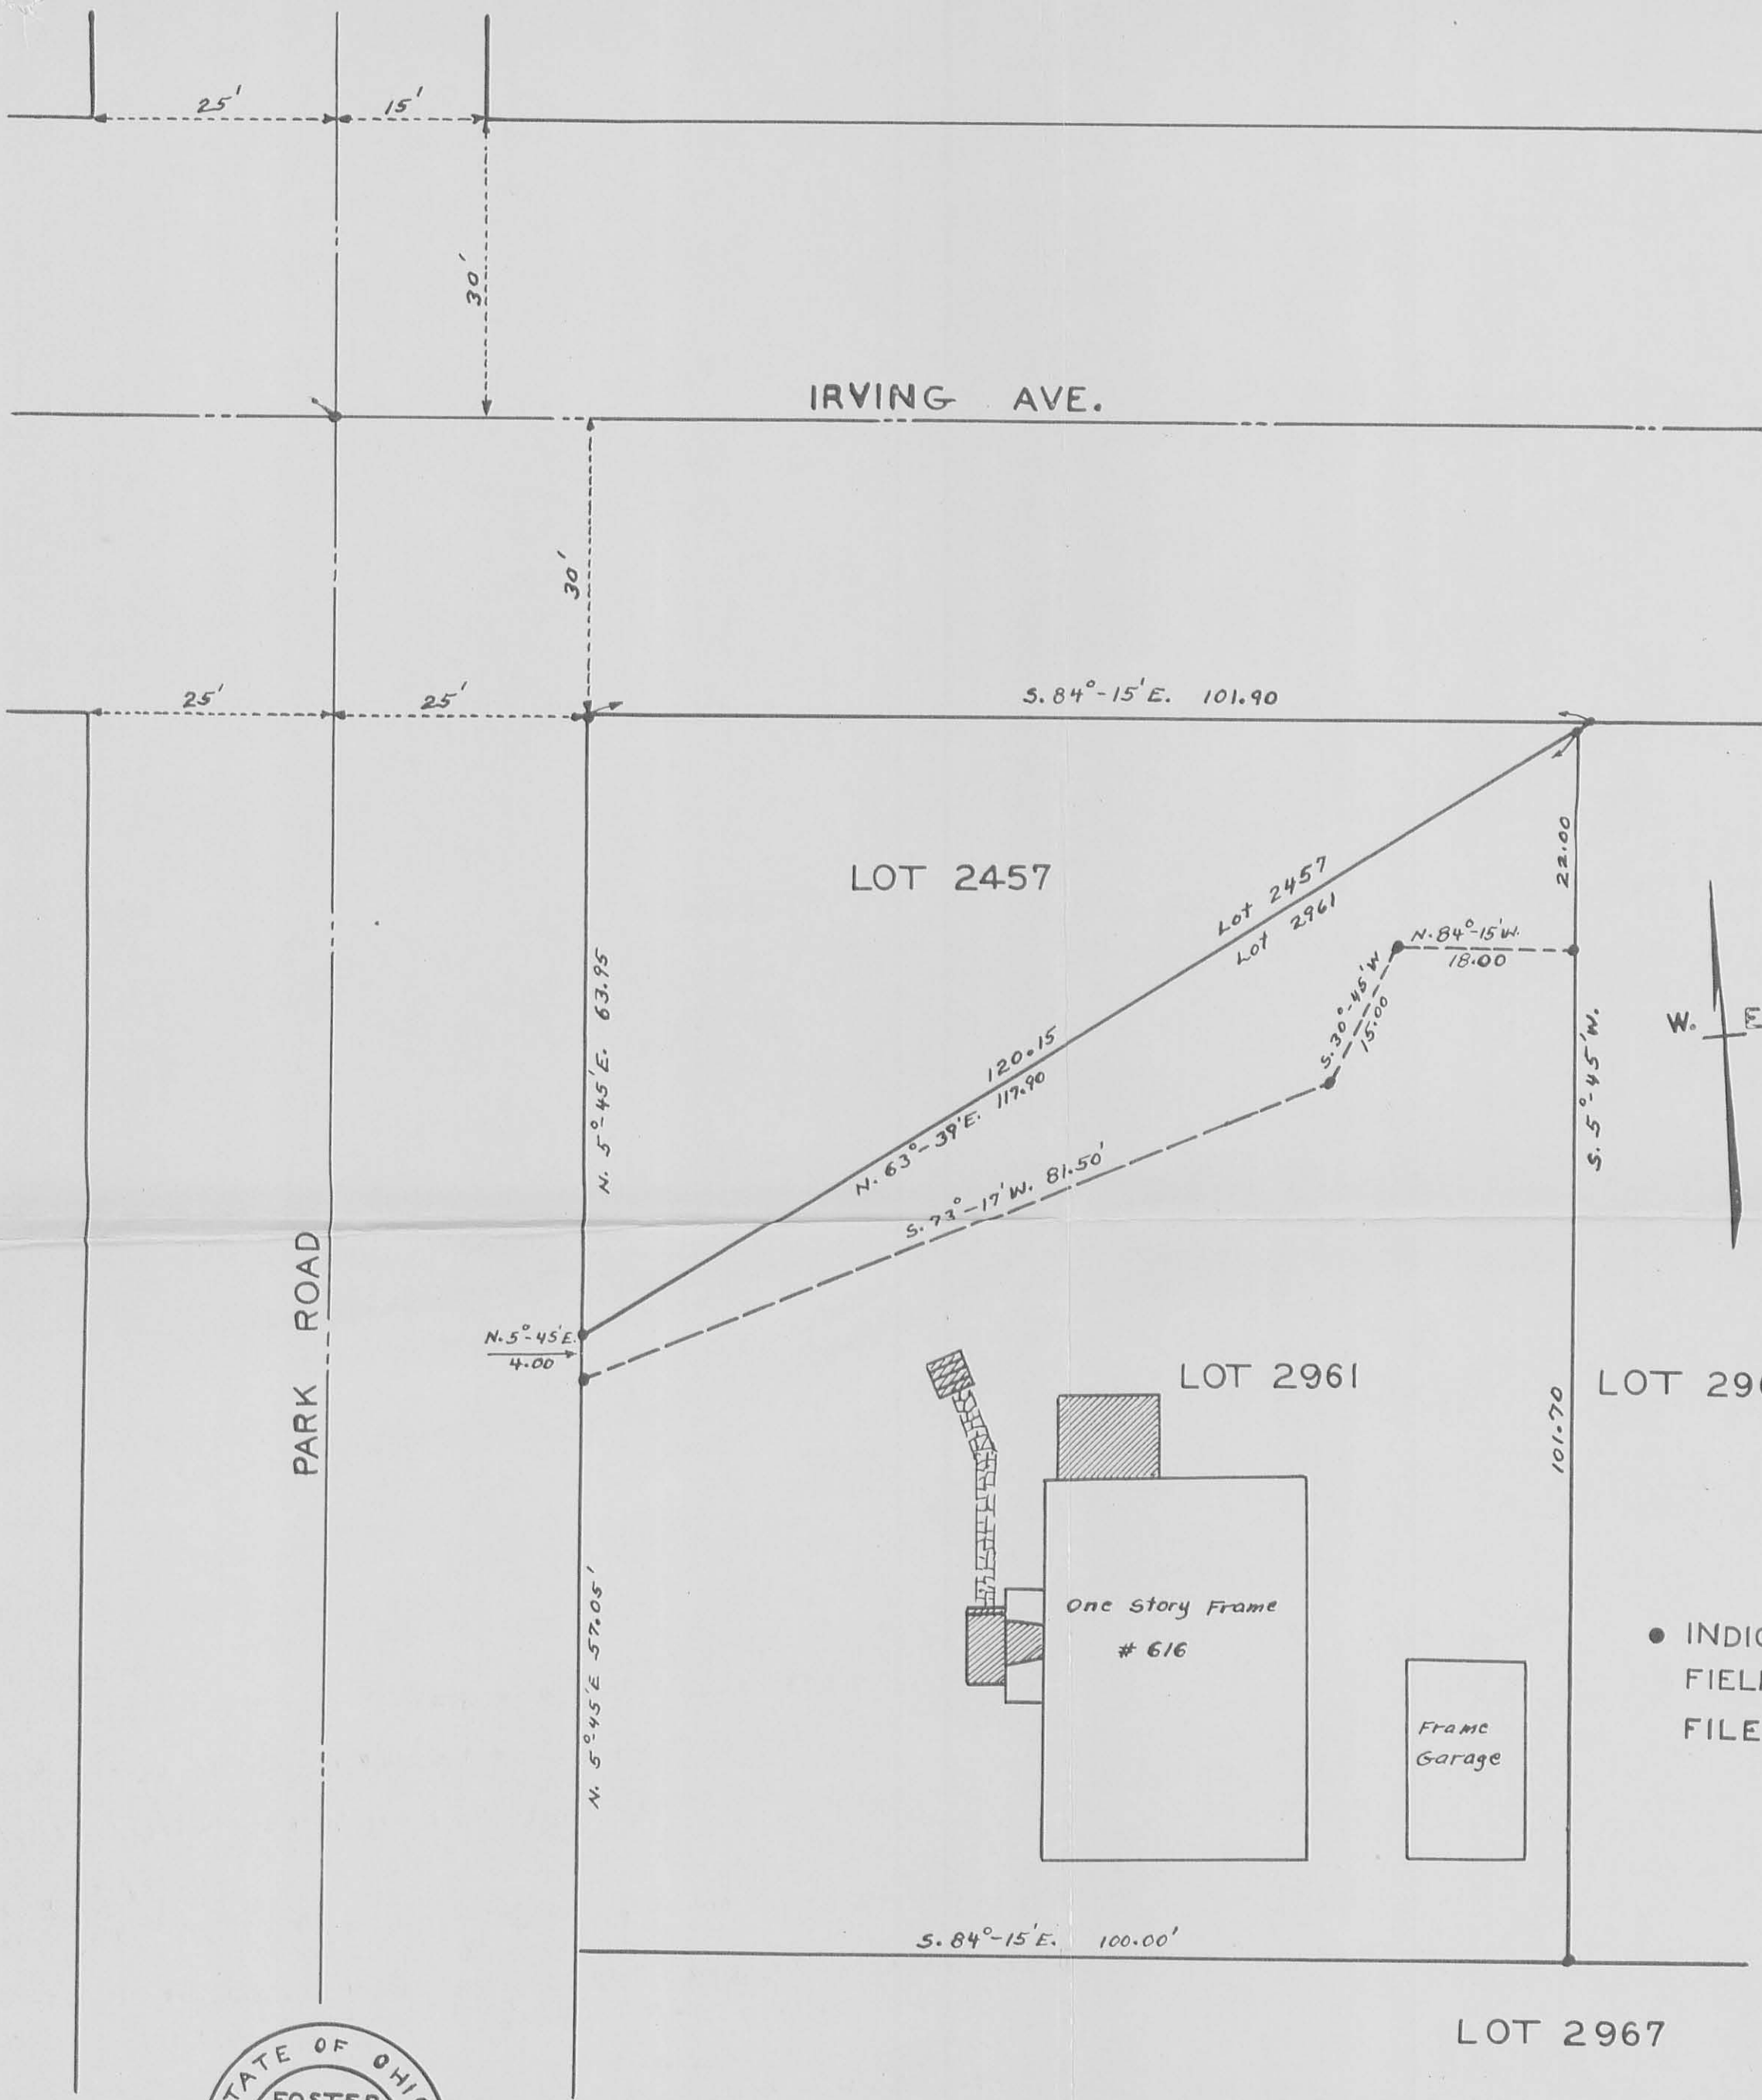 25' 15'
30'
IRVING AVE.
30'
25' 25'
S. 84°-15'E. 101.90
LOT 2457
Lot 2457
Lot 2961
22.00
N. 84°-15'W.
18.00
S. 30°-45'W
15.00
W.
E
N. 5°-45'E. 63.95
120.15
N. 63°-39'E. 117.90
S. 5°-45'W.
S. 73°-17'W. 81.50'
PARK ROAD
N. 5°-45'E.
4.00
LOT 2961
LOT 296
101.70
One Story Frame
# 616
N. 5°-45'E 57.05'
Frame
Garage
INDIC
FIEL
FILE
S. 84°-15'E. 100.00'
LOT 2967
STATE OF OHIO
FOSTER